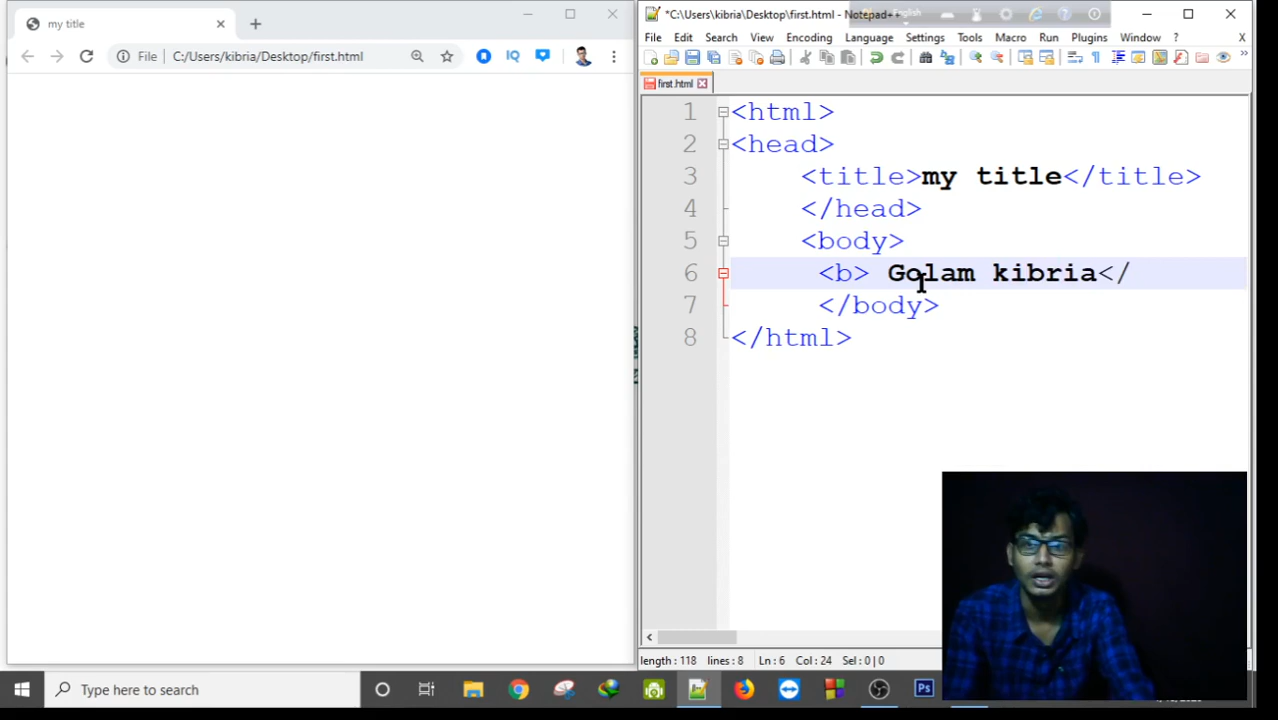 my title
File
C:/Users/kibria/Desktop/first.html
*C:\Users\kibria\Desktop\first.html - Notepad++
English
File Edit Search View Encoding Language Settings Tools Macro Run Plugins Window ?
X
first.html
1 <html>
2 <head>
3 <title>my title</title>
4 </head>
5 <body>
6 <b> Golam kibria</
7 </body>
8 </html>
length : 118 lines : 8 Ln : 6 Col : 24 Sel : 0 | 0
Type here to search
Ps